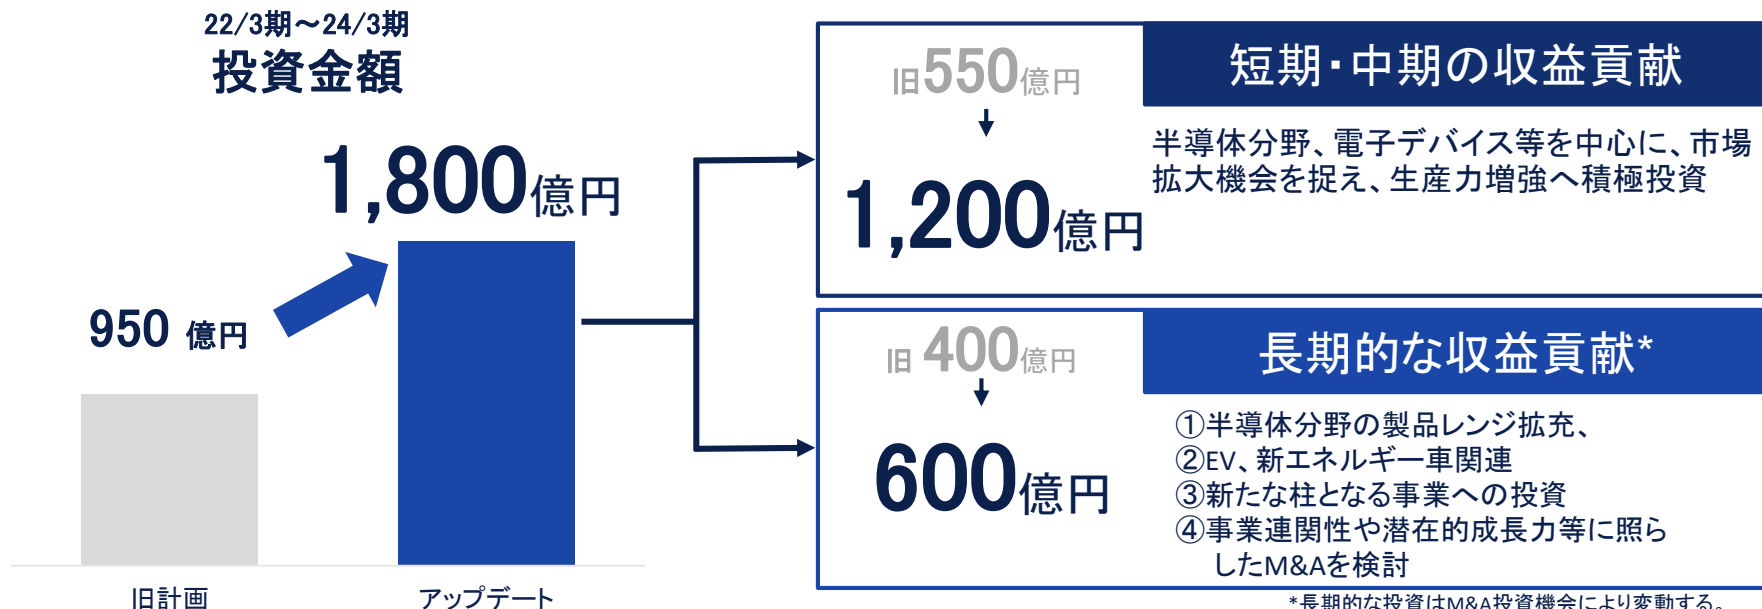 22/3期～24/3期
投資金額
1,800億円
950 億円
旧計画
アップデート
旧550億円
1,200億円
短期・中期の収益貢献
半導体分野、電子デバイス等を中心に、市場
拡大機会を捉え、生産力増強へ積極投資
旧 400億円
600億円
長期的な収益貢献*
①半導体分野の製品レンジ拡充、
②EV、新エネルギー車関連
③新たな柱となる事業への投資
④事業連関性や潜在的成長力等に照ら
したM&Aを検討
*長期的な投資はM&A投資機会により変動する。